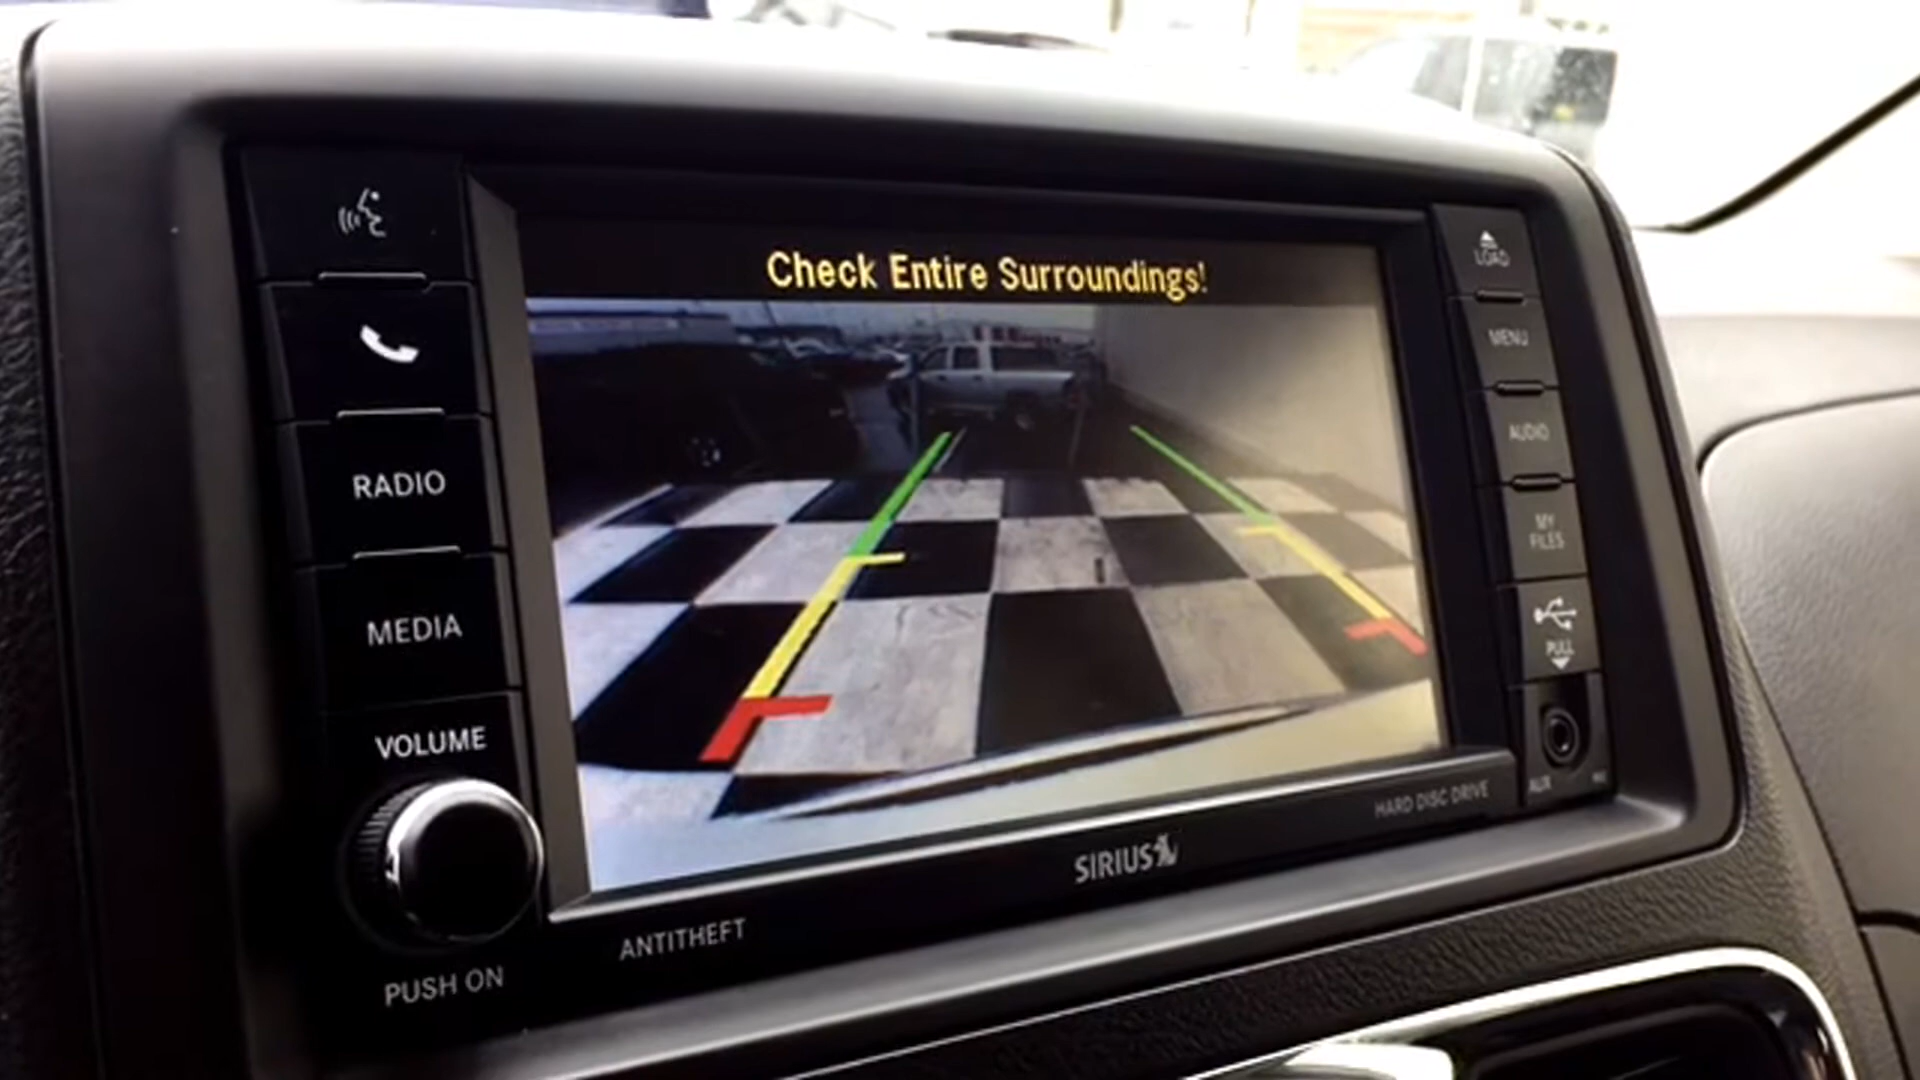 Check Entire Surroundings!
RADIO
MEDIA
VOLUME
PUSH ON
ANTITHEFT
SIRIUS
HARD DISC DRIVE
LOAD
MENU
AUDIO
MY
FILES
PULL
AUX